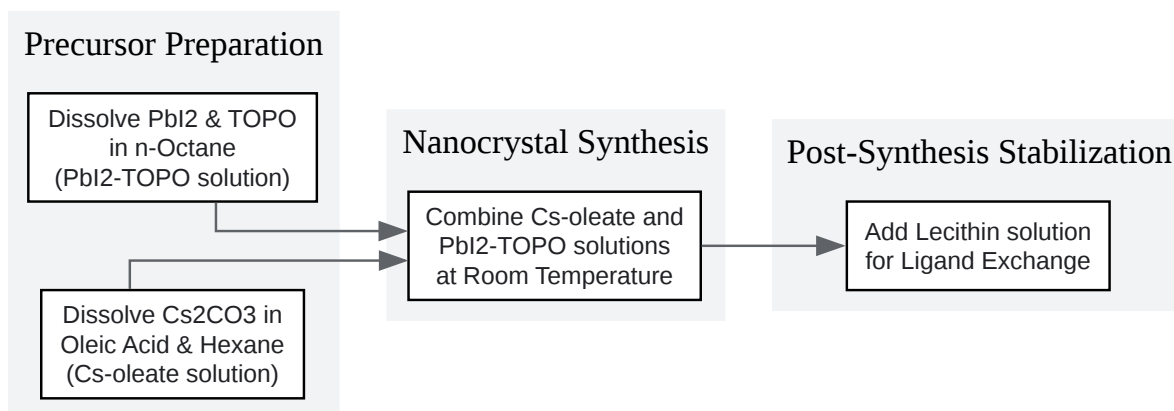 Precursor Preparation
Dissolve PbI2 & TOPO
in n-Octane
(PbI2-TOPO solution)
Dissolve Cs2CO3 in
Oleic Acid & Hexane
(Cs-oleate solution)
Nanocrystal Synthesis
Combine Cs-oleate and
PbI2-TOPO solutions
at Room Temperature
Post-Synthesis Stabilization
Add Lecithin solution
for Ligand Exchange